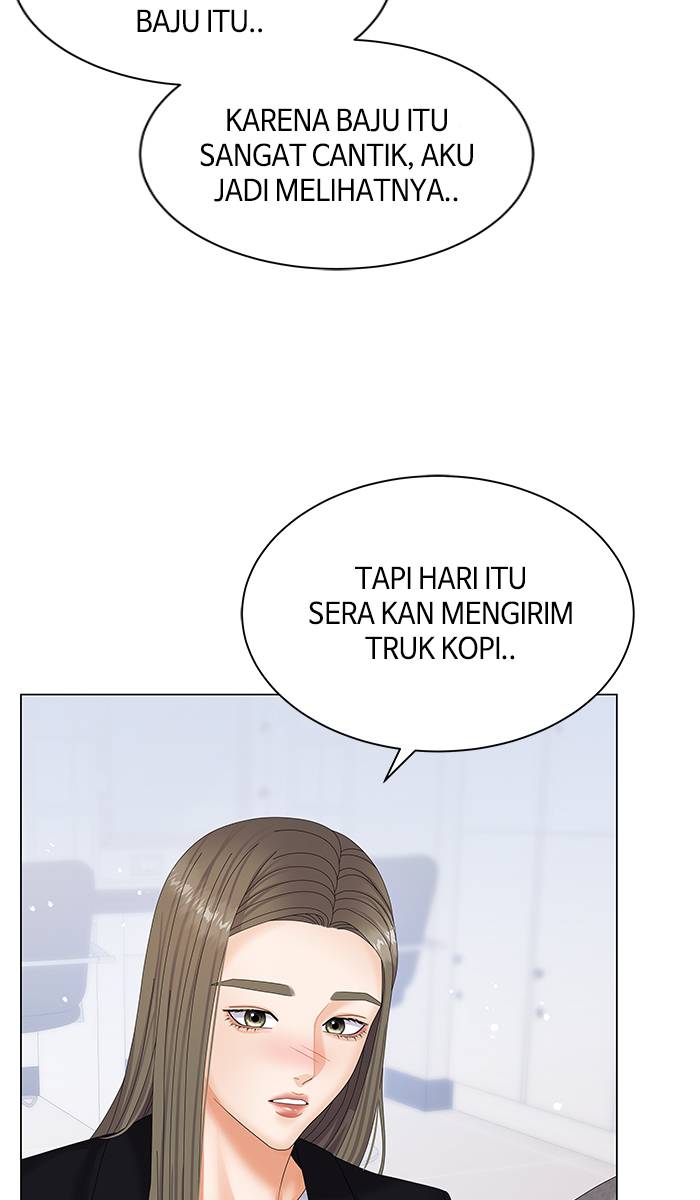 BAJU ITU..
KARENA BAJU ITU
SANGAT CANTIK, AKU
JADI MELIHATNYA..
TAPI HARI ITU
SERA KAN MENGIRIM
TRUK KOPI..